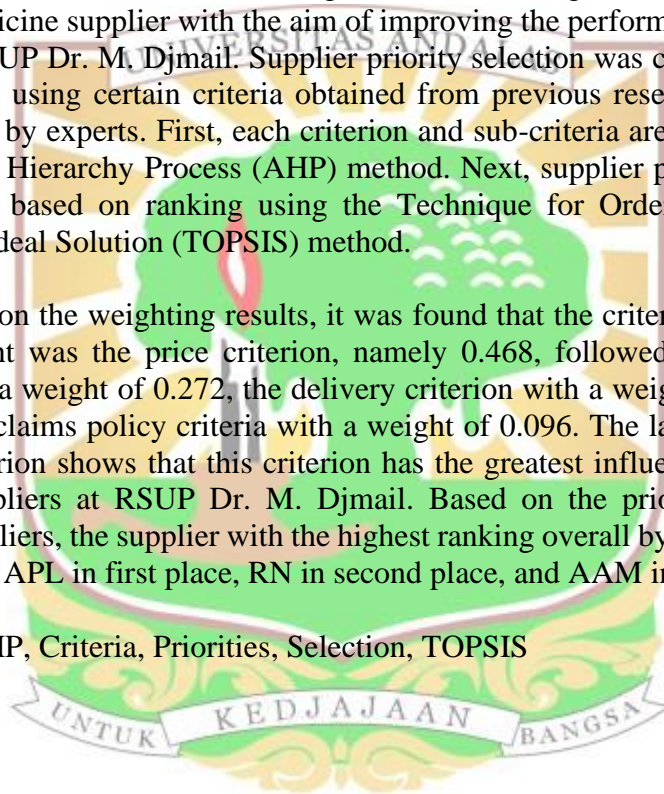 icine supplier with the aim of improving the perform
UP Dr. M. Djmail. Supplier priority selection was c
using certain criteria obtained from previous rese
by experts. First, each criterion and sub-criteria are
Hierarchy Process (AHP) method. Next, supplier p
based on ranking using the Technique for Orde
deal Solution (TOPSIS) method.
on the weighting results, it was found that the criter
nt was the price criterion, namely 0.468, followed
a weight of 0.272, the delivery criterion with a weig
claims policy criteria with a weight of 0.096. The la
rion shows that this criterion has the greatest influe
pliers at RSUP Dr. M. Djmail. Based on the prio
liers, the supplier with the highest ranking overall by
APL in first place, RN in second place, and AAM in
IP, Criteria, Priorities, Selection, TOPSIS
UNIVERSITAS ANDALAS
UNTUK KEDJAJAAN BANGSA